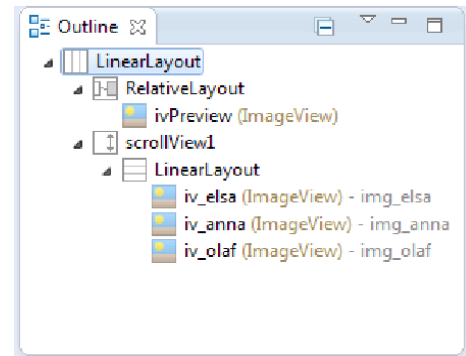 Outline
LinearLayout
RelativeLayout
ivPreview (ImageView)
scrollView1
LinearLayout
iv_elsa (ImageView) - img_elsa
iv_anna (ImageView) - img_anna
iv_olaf (ImageView) - img_olaf